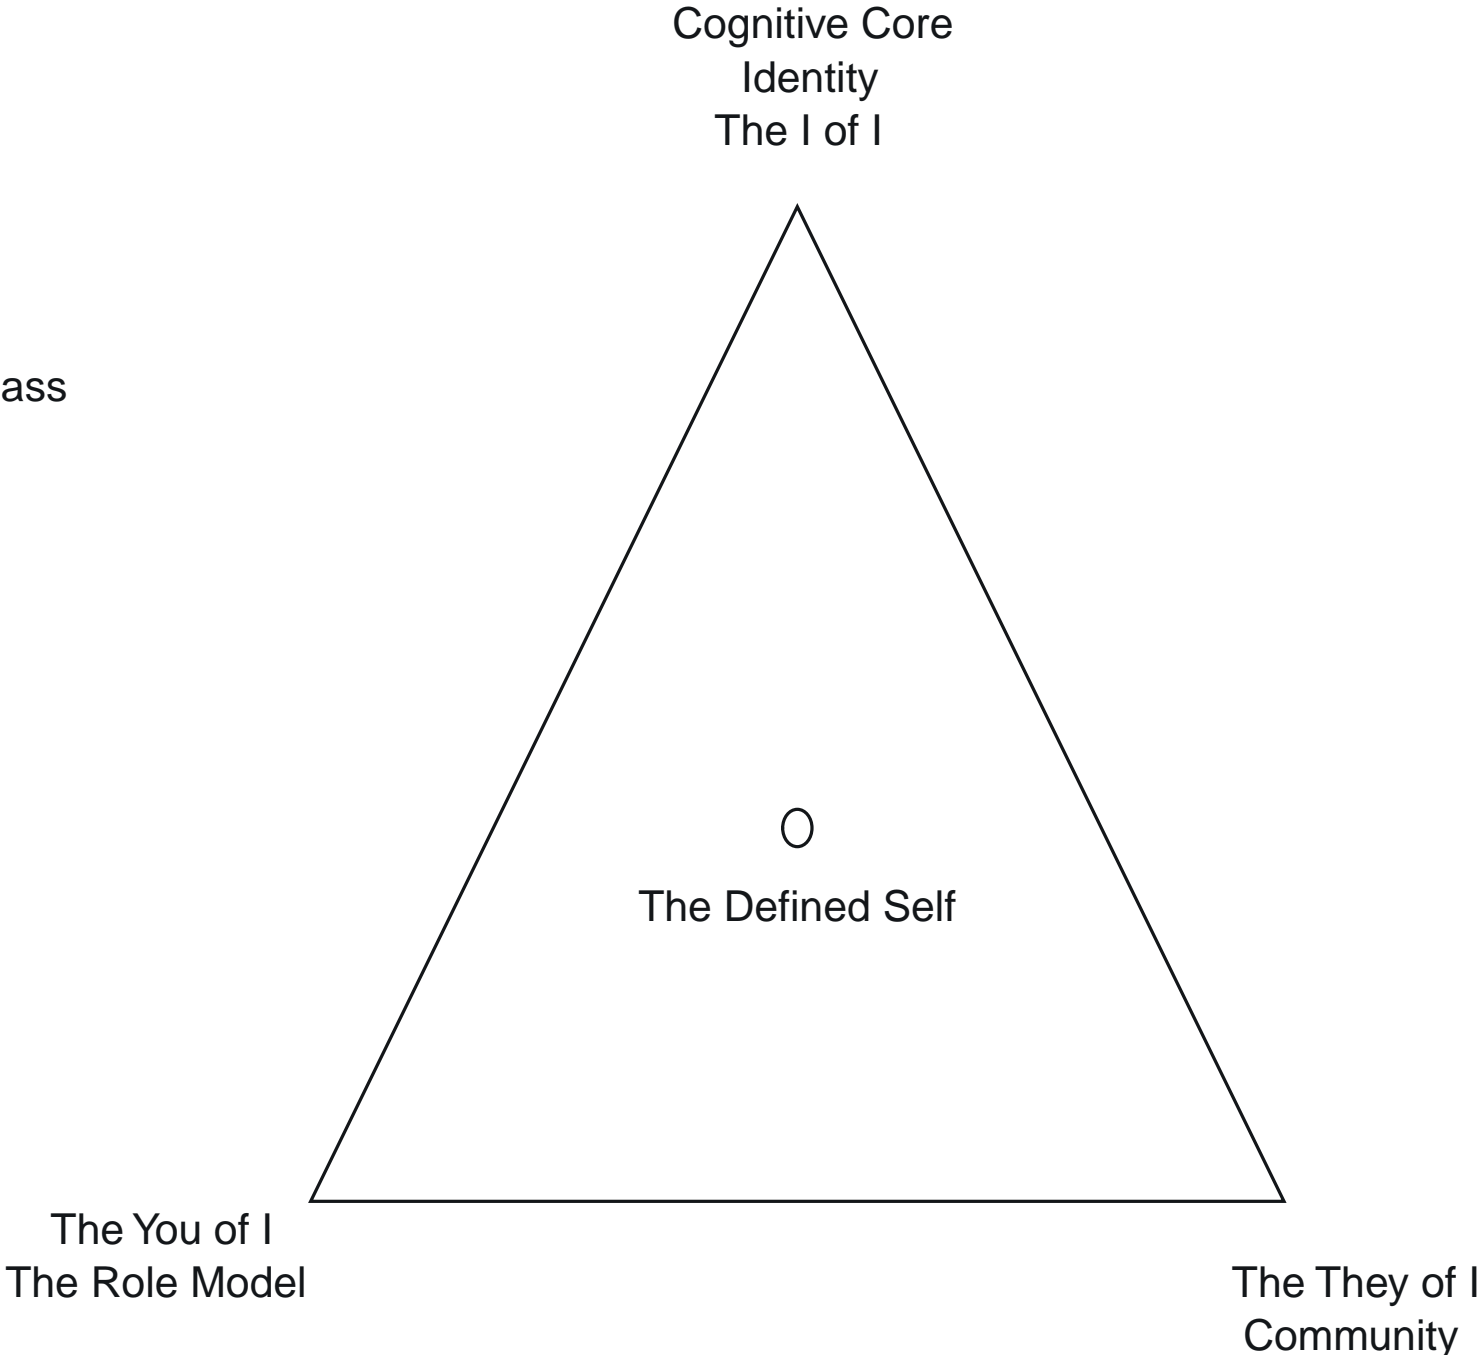 Cognitive Core
Identity
The I of I
ass
The Defined Self
The You of I
The Role Model
The They of I
Community